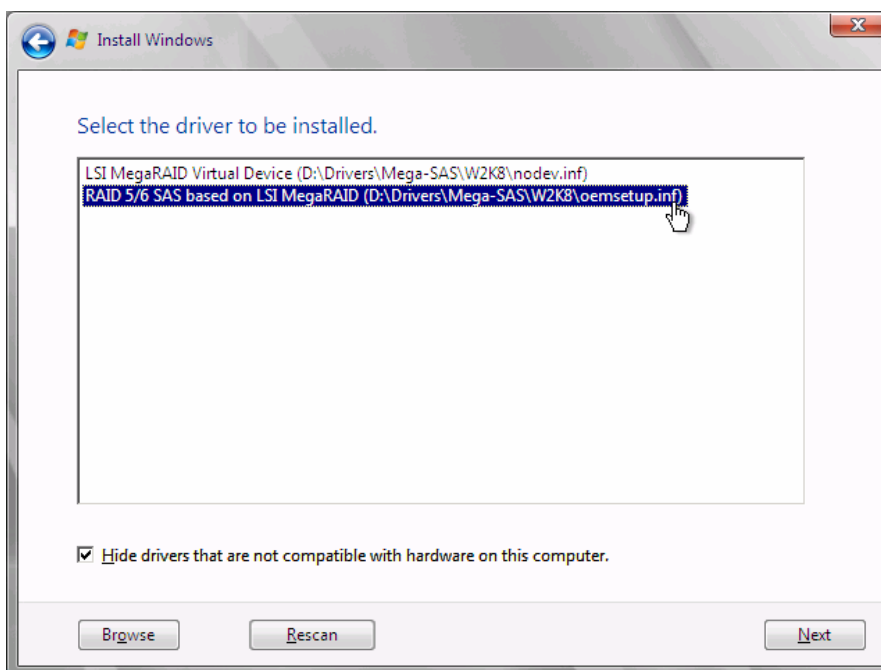 Install Windows
Select the driver to be installed.
LSI MegaRAID Virtual Device (D:\Drivers\Mega-SAS\W2K8\nodev.inf)
RAID 5/6 SAS based on LSI MegaRAID (D:\Drivers\Mega-SAS\W2K8\oemsetup.inf)
Hide drivers that are not compatible with hardware on this computer.
Browse Rescan Next